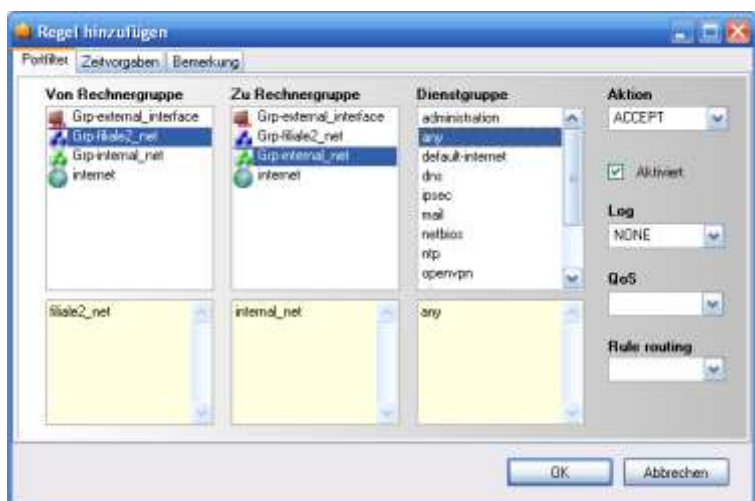 Regel hinzufügen
Portfilter Zeitvorgaben Bemerkung
Von Rechnergruppe
Grp-external_interface
Grp-filiale2_net
Grp-internal_net
internet
filiale2_net
Zu Rechnergruppe
Grp-external_interface
Grp-filiale2_net
Grp-internal_net
internet
internal_net
Dienstgruppe
administration
any
default-internet
dns
ipsec
mail
netbios
ntp
openvpn
any
Aktion
ACCEPT
Aktiviert
Log
NONE
QoS
Rule routing
OK Abbrechen